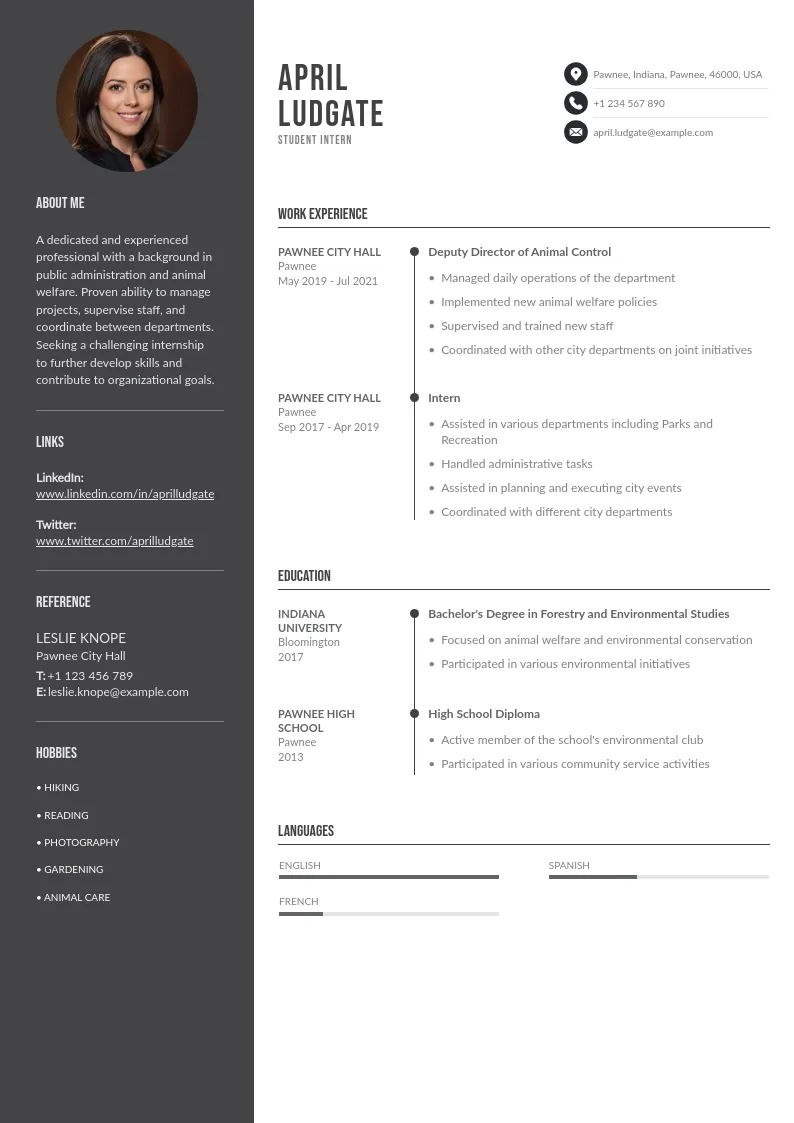 ABOUT ME
A dedicated and experienced
professional with a background in
public administration and animal
welfare. Proven ability to manage
projects, supervise staff, and
coordinate between departments.
Seeking a challenging internship
to further develop skills and
contribute to organizational goals.
LINKS
LinkedIn:
www.linkedin.com/in/aprilludgate
Twitter:
www.twitter.com/aprilludgate
REFERENCE
LESLIE KNOPE
Pawnee City Hall
T: +1 123 456 789
E: leslie.knope@example.com
HOBBIES
• HIKING
• READING
• PHOTOGRAPHY
• GARDENING
• ANIMAL CARE
APRIL
LUDGATE
STUDENT INTERN
Pawnee, Indiana, Pawnee, 46000, USA
+1 234 567 890
april.ludgate@example.com
WORK EXPERIENCE
PAWNEE CITY HALL
Pawnee
May 2019 - Jul 2021
Deputy Director of Animal Control
• Managed daily operations of the department
• Implemented new animal welfare policies
• Supervised and trained new staff
• Coordinated with other city departments on joint initiatives
PAWNEE CITY HALL
Pawnee
Sep 2017 - Apr 2019
Intern
• Assisted in various departments including Parks and
Recreation
• Handled administrative tasks
• Assisted in planning and executing city events
• Coordinated with different city departments
EDUCATION
INDIANA
UNIVERSITY
Bloomington
2017
Bachelor's Degree in Forestry and Environmental Studies
• Focused on animal welfare and environmental conservation
• Participated in various environmental initiatives
PAWNEE HIGH
SCHOOL
Pawnee
2013
High School Diploma
• Active member of the school's environmental club
• Participated in various community service activities
LANGUAGES
ENGLISH
SPANISH
FRENCH